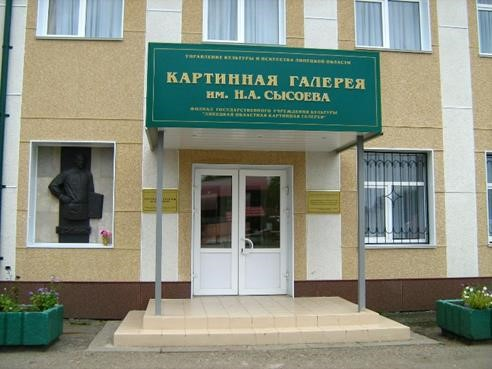 УПРАВЛЕНИЕ КУЛЬТУРЫ И ИСКУССТВА ЛИПЕЦКОЙ ОБЛАСТИ
КАРТИННАЯ ГАЛЕРЕЯ
ИМ. Н.А. СЫСОЕВА
ФИЛИАЛ ГОСУДАРСТВЕННОГО УЧРЕЖДЕНИЯ КУЛЬТУРЫ
"ЛИПЕЦКАЯ ОБЛАСТНАЯ КАРТИННАЯ ГАЛЕРЕЯ"